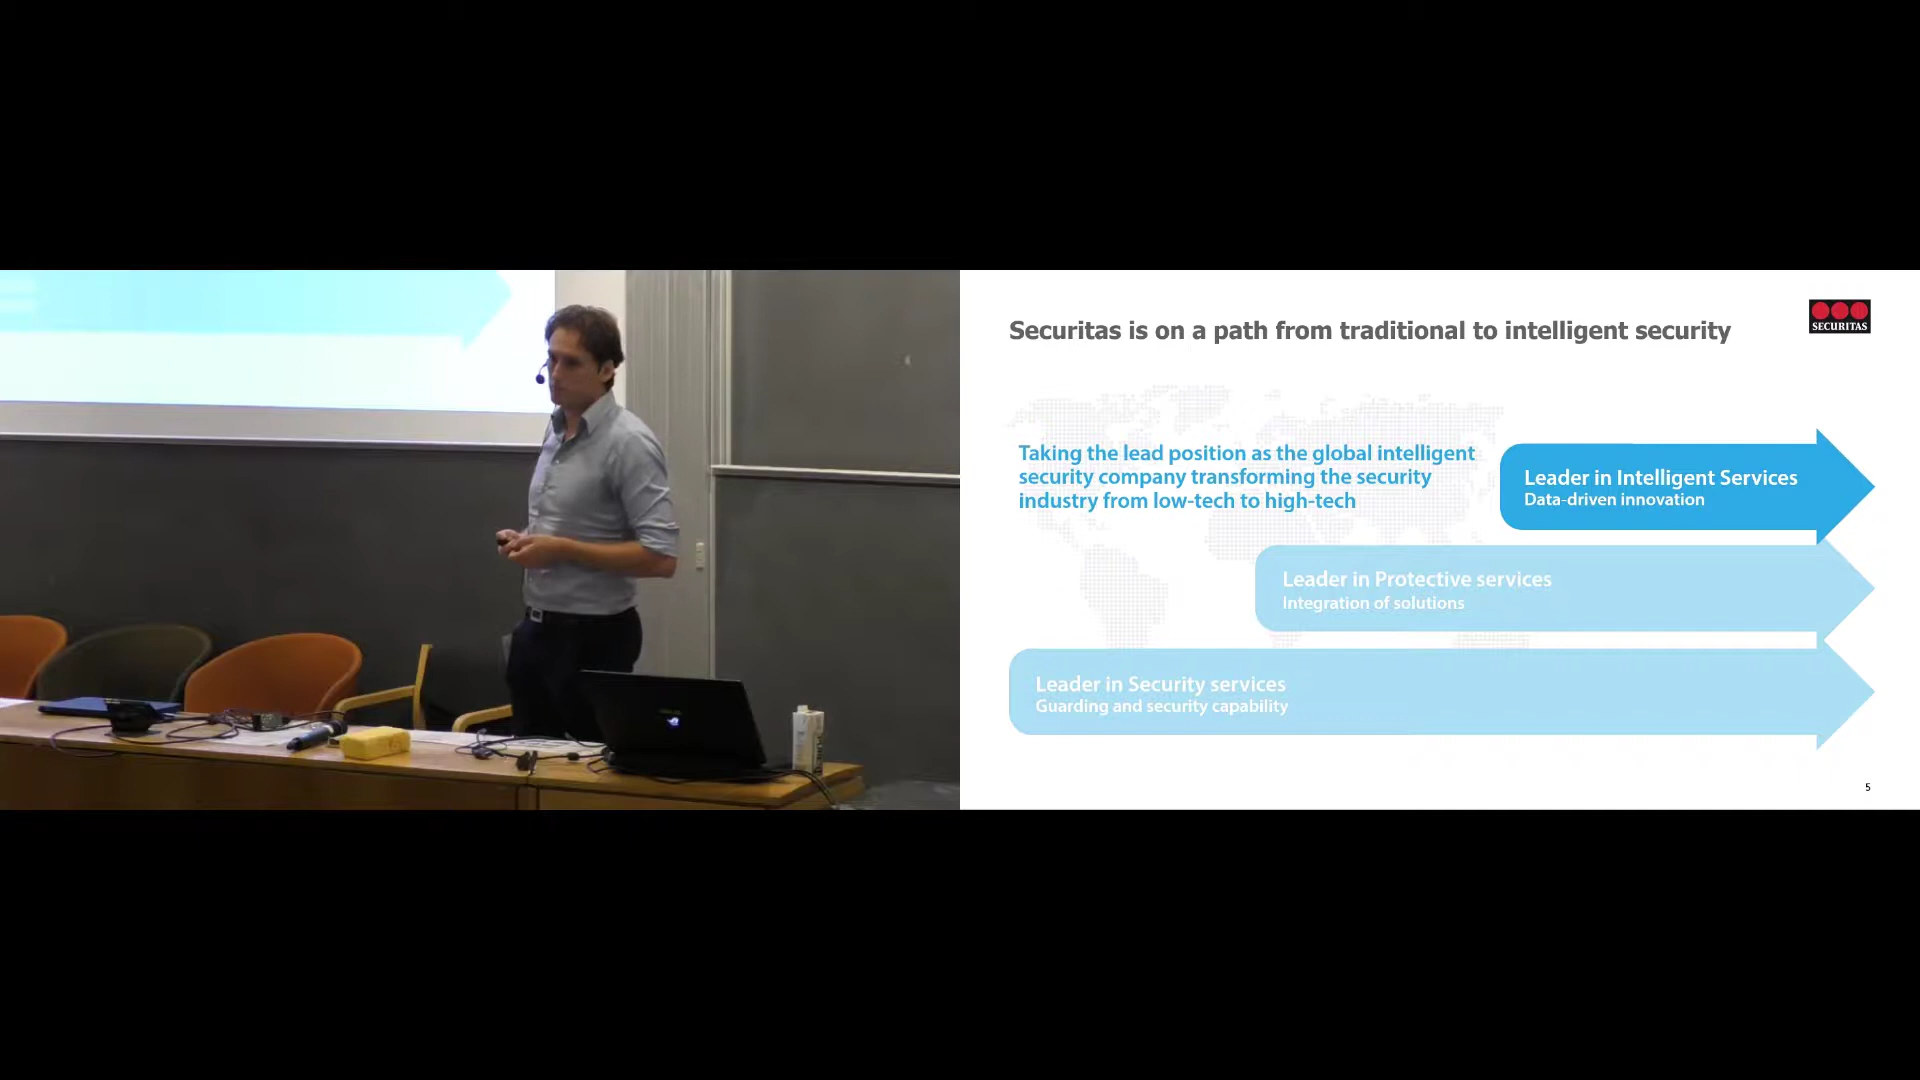 Securitas is on a path from traditional to intelligent security
SECURITAS
Taking the lead position as the global intelligent
security company transforming the security
industry from low-tech to high-tech
Leader in Intelligent Services
Data-driven innovation
Leader in Protective services
Integration of solutions
Leader in Security services
Guarding and security capability
5